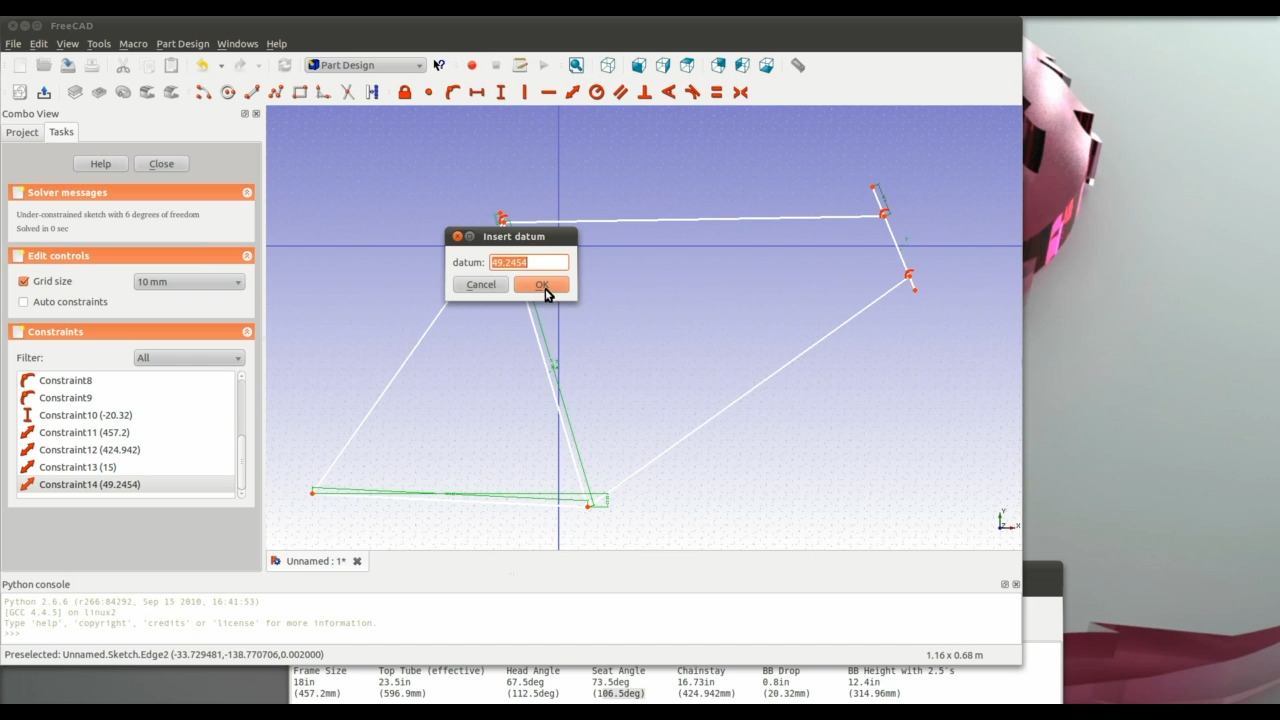 FreeCAD
File Edit View Tools Macro Part Design Windows Help
Part Design
Combo View
Project Tasks
Help Close
Solver messages
Under-constrained sketch with 6 degrees of freedom
Solved in 0 sec
Edit controls
Grid size 10 mm
Auto constraints
Constraints
Filter: All
Constraint8
Constraint9
Constraint10 (-20.32)
Constraint11 (457.2)
Constraint12 (424.942)
Constraint13 (15)
Constraint14 (49.2454)
Insert datum
datum: 49.2454
Cancel OK
Y
Z X
Unnamed : 1*
Python console
Python 2.6.6 (r266:84292, Sep 15 2010, 16:41:53)
[GCC 4.4.5] on linux2
Type 'help', 'copyright', 'credits' or 'license' for more information.
>>>
Preselected: Unnamed.Sketch.Edge2 (-33.729481,-138.770706,0.002000) 1.16 x 0.68 m
Frame Size Top Tube (effective) Head Angle Seat Angle Chainstay BB Drop BB Height with 2.5's
18in 23.5in 67.5deg 73.5deg 16.73in 0.8in 12.4in
(457.2mm) (596.9mm) (112.5deg) (106.5deg) (424.942mm) (20.32mm) (314.96mm)